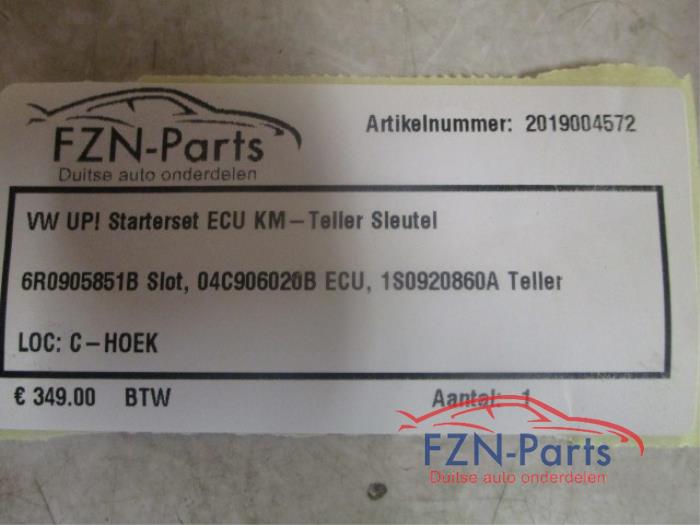 FZN-Parts
Duitse auto onderdelen
Artikelnummer: 2019004572
VW UP! Starterset ECU KM-Teller Sleutel
6R0905851B Slot, 04C906020B ECU, 1S0920860A Teller
LOC: C-HOEK
€ 349.00 BTW
Aantal: 1
FZN-Parts
Duitse auto onderdelen